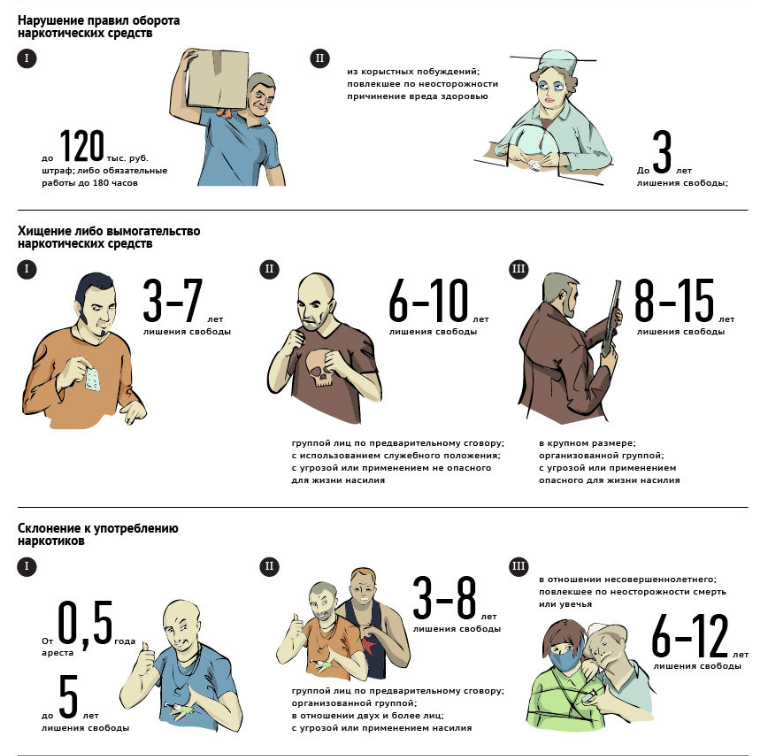 Нарушение правил оборота
наркотических средств
I
до 120 тыс. руб.
штраф; либо обязательные
работы до 180 часов
II
из корыстных побуждений;
повлекшее по неосторожности
причинение вреда здоровью
До 3 лет
лишения свободы;
Хищение либо вымогательство
наркотических средств
I
3–7 лет
лишения свободы
II
6–10 лет
лишения свободы
группой лиц по предварительному сговору;
с использованием служебного положения;
с угрозой или применением не опасного
для жизни насилия
III
8–15 лет
лишения свободы
в крупном размере;
организованной группой;
с угрозой или применением
опасного для жизни насилия
Склонение к употреблению
наркотиков
I
От 0,5 года
ареста
до 5 лет
лишения свободы
II
3–8 лет
лишения свободы
группой лиц по предварительному сговору;
организованной группой;
в отношении двух и более лиц;
с угрозой или применением насилия
III
в отношении несовершеннолетнего;
повлекшее по неосторожности смерть
или увечья
6–12 лет
лишения свободы